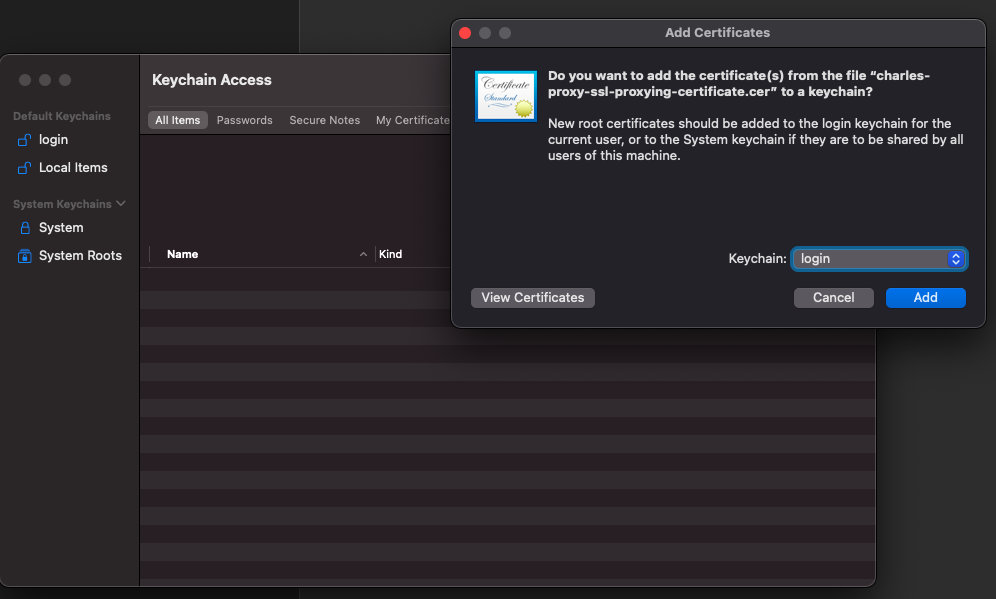 Add Certificates
Do you want to add the certificate(s) from the file “charles-
proxy-ssl-proxying-certificate.cer” to a keychain?
New root certificates should be added to the login keychain for the
current user, or to the System keychain if they are to be shared by all
users of this machine.
Keychain: login
View Certificates
Cancel
Add
Keychain Access
All Items
Passwords
Secure Notes
My Certificate
Default Keychains
login
Local Items
System Keychains
System
System Roots
Name
Kind
Certificate
Standard